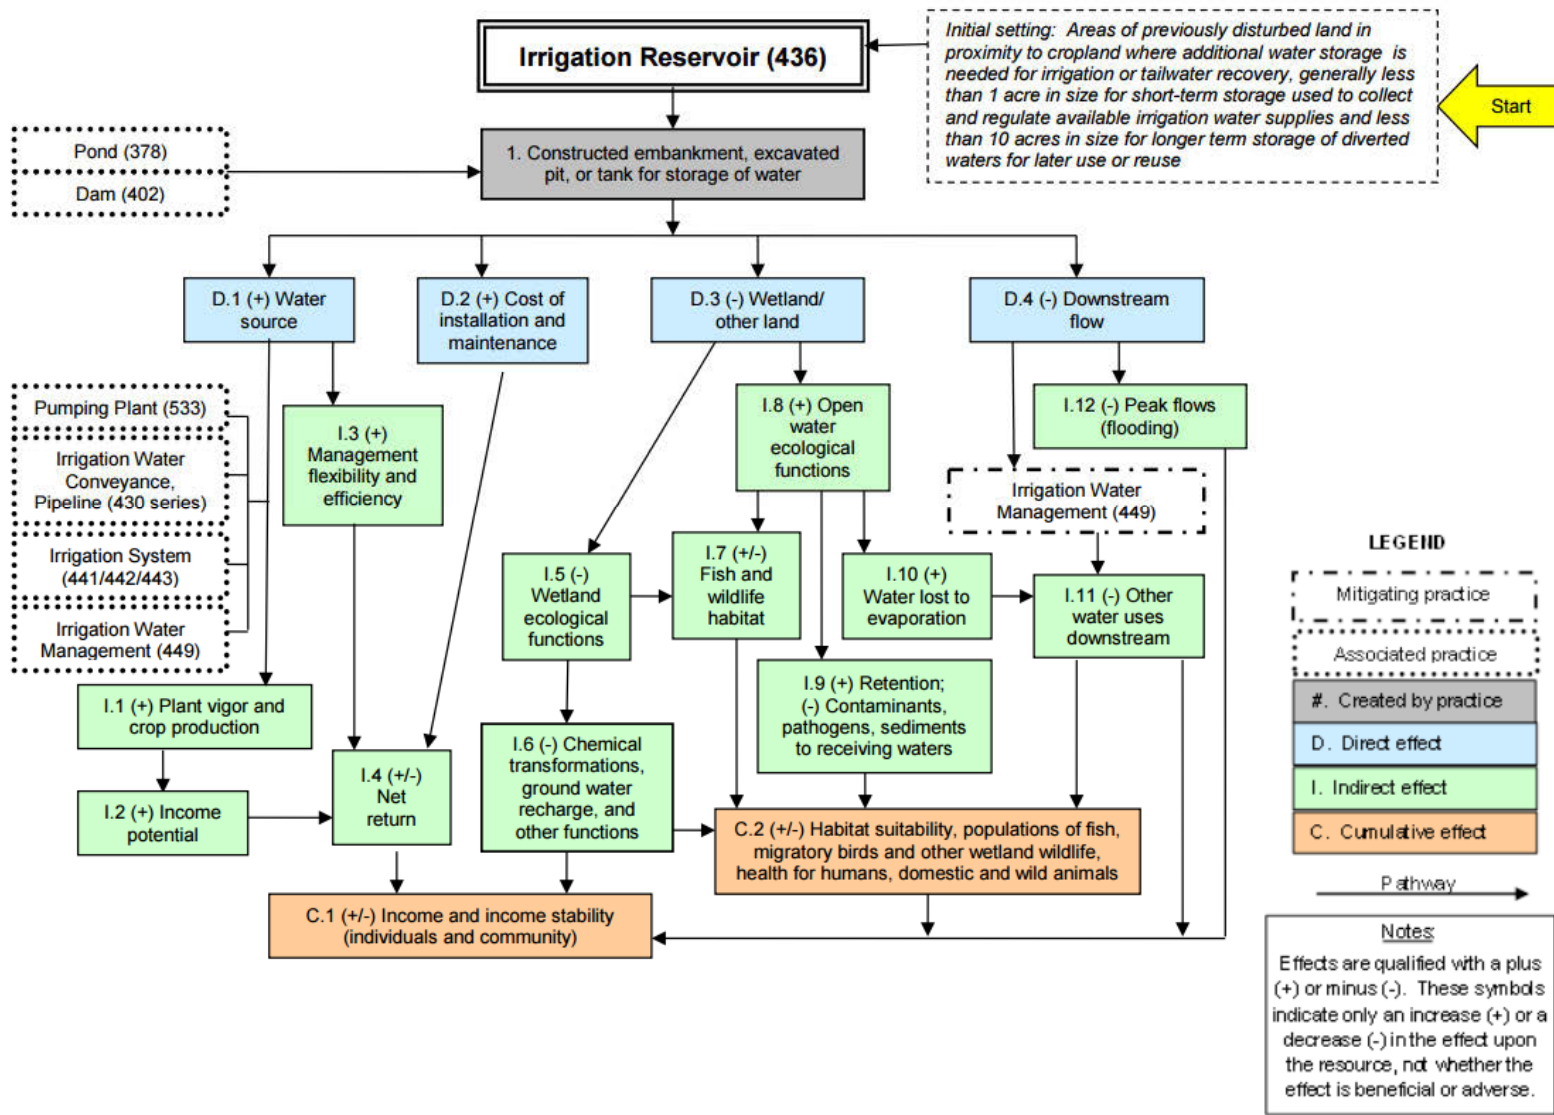 Irrigation Reservoir (436)
Initial setting:  Areas of previously disturbed land in
proximity to cropland where additional water storage  is
needed for irrigation or tailwater recovery, generally less
than 1 acre in size for short-term storage used to collect
and regulate available irrigation water supplies and less
than 10 acres in size for longer term storage of diverted
waters for later use or reuse
Start
Pond (378)
Dam (402)
1. Constructed embankment, excavated
pit, or tank for storage of water
D.1 (+) Water
source
D.2 (+) Cost of
installation and
maintenance
D.3 (-) Wetland/
other land
D.4 (-) Downstream
flow
Pumping Plant (533)
Irrigation Water
Conveyance,
Pipeline (430 series)
Irrigation System
(441/442/443)
Irrigation Water
Management (449)
I.3 (+)
Management
flexibility and
efficiency
I.8 (+) Open
water
ecological
functions
I.12 (-) Peak flows
(flooding)
Irrigation Water
Management (449)
I.5 (-)
Wetland
ecological
functions
I.7 (+/-)
Fish and
wildlife
habitat
I.10 (+)
Water lost to
evaporation
I.11 (-) Other
water uses
downstream
I.1 (+) Plant vigor and
crop production
I.9 (+) Retention;
(-) Contaminants,
pathogens, sediments
to receiving waters
I.2 (+) Income
potential
I.4 (+/-)
Net
return
I.6 (-) Chemical
transformations,
ground water
recharge, and
other functions
C.2 (+/-) Habitat suitability, populations of fish,
migratory birds and other wetland wildlife,
health for humans, domestic and wild animals
C.1 (+/-) Income and income stability
(individuals and community)
LEGEND
Mitigating practice
Associated practice
#.  Created by practice
D.  Direct effect
I.  Indirect effect
C.  Cumulative effect
Pathway
Notes:
Effects are qualified with a plus
(+) or minus (-).  These symbols
indicate only an increase (+) or a
decrease (-) in the effect upon
the resource, not whether the
effect is beneficial or adverse.